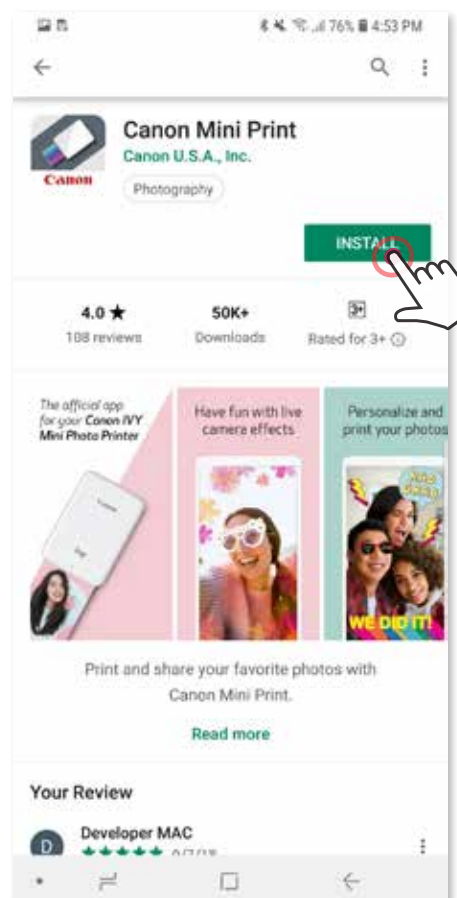 76% 4:53 PM
Canon Mini Print
Canon U.S.A., Inc.
Canon
Photography
INSTALL
4.0 ★
50K+
3+
108 reviews
Downloads
Rated for 3+
The official app
for your Canon IVY
Mini Photo Printer
Have fun with live
camera effects
Personalize and
print your photos
WE DID IT!
Print and share your favorite photos with
Canon Mini Print.
Read more
Your Review
D
Developer MAC